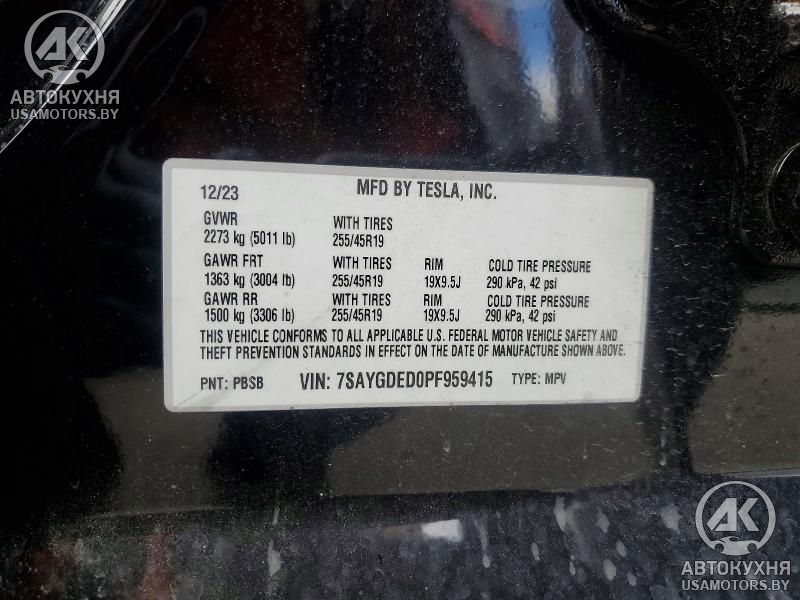 AK
АВТОКУХНЯ
USAMOTORS.BY
12/23 MFD BY TESLA, INC.
GVWR WITH TIRES
2273 kg (5011 lb) 255/45R19
GAWR FRT WITH TIRES RIM COLD TIRE PRESSURE
1363 kg (3004 lb) 255/45R19 19X9.5J 290 kPa, 42 psi
GAWR RR WITH TIRES RIM COLD TIRE PRESSURE
1500 kg (3306 lb) 255/45R19 19X9.5J 290 kPa, 42 psi
THIS VEHICLE CONFORMS TO ALL APPLICABLE U.S. FEDERAL MOTOR VEHICLE SAFETY AND
THEFT PREVENTION STANDARDS IN EFFECT ON THE DATE OF MANUFACTURE SHOWN ABOVE.
PNT: PBSB VIN: 7SAYGDED0PF959415 TYPE: MPV
AK
АВТОКУХНЯ
USAMOTORS.BY